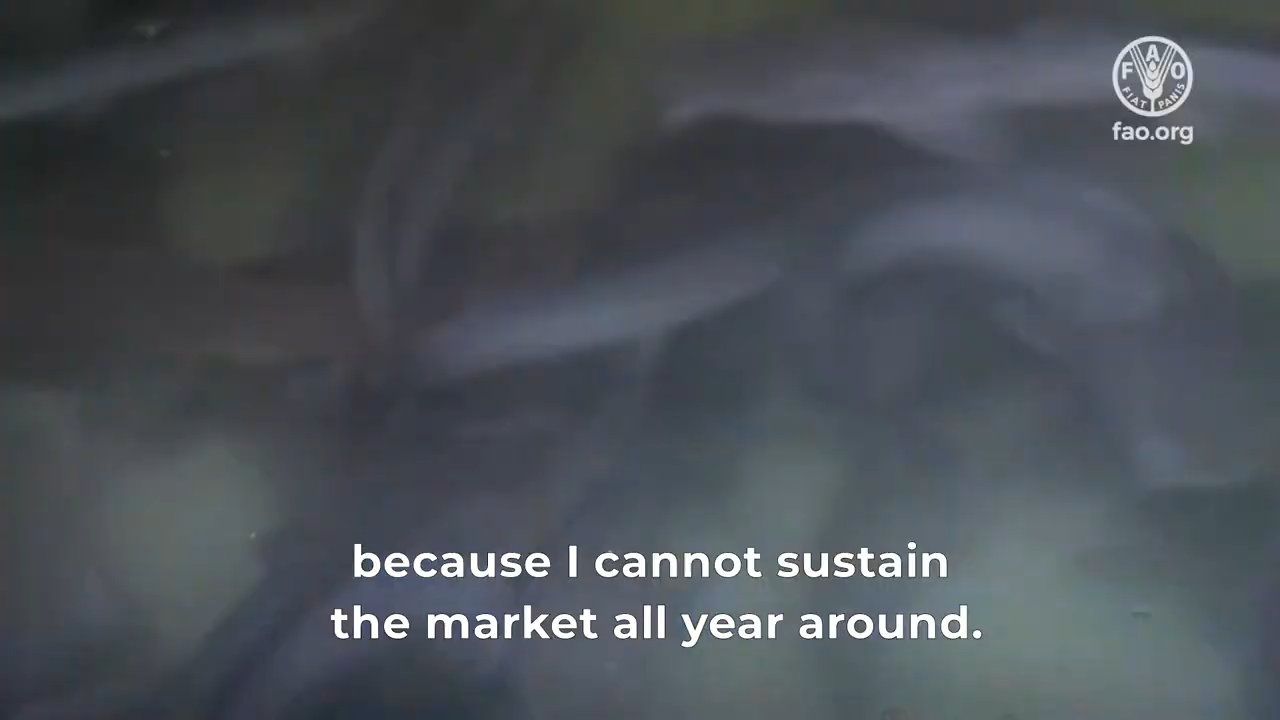 FAO
FIAT PANIS
fao.org
because I cannot sustain
the market all year around.